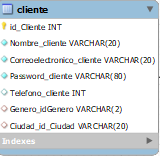 cliente
id_Cliente INT
Nombre_cliente VARCHAR(20)
Correoelectronico_cliente VARCHAR(20)
Password_cliente VARCHAR(80)
Telefono_cliente INT
Genero_idGenero VARCHAR(2)
Ciudad_id_Ciudad VARCHAR(20)
Indexes